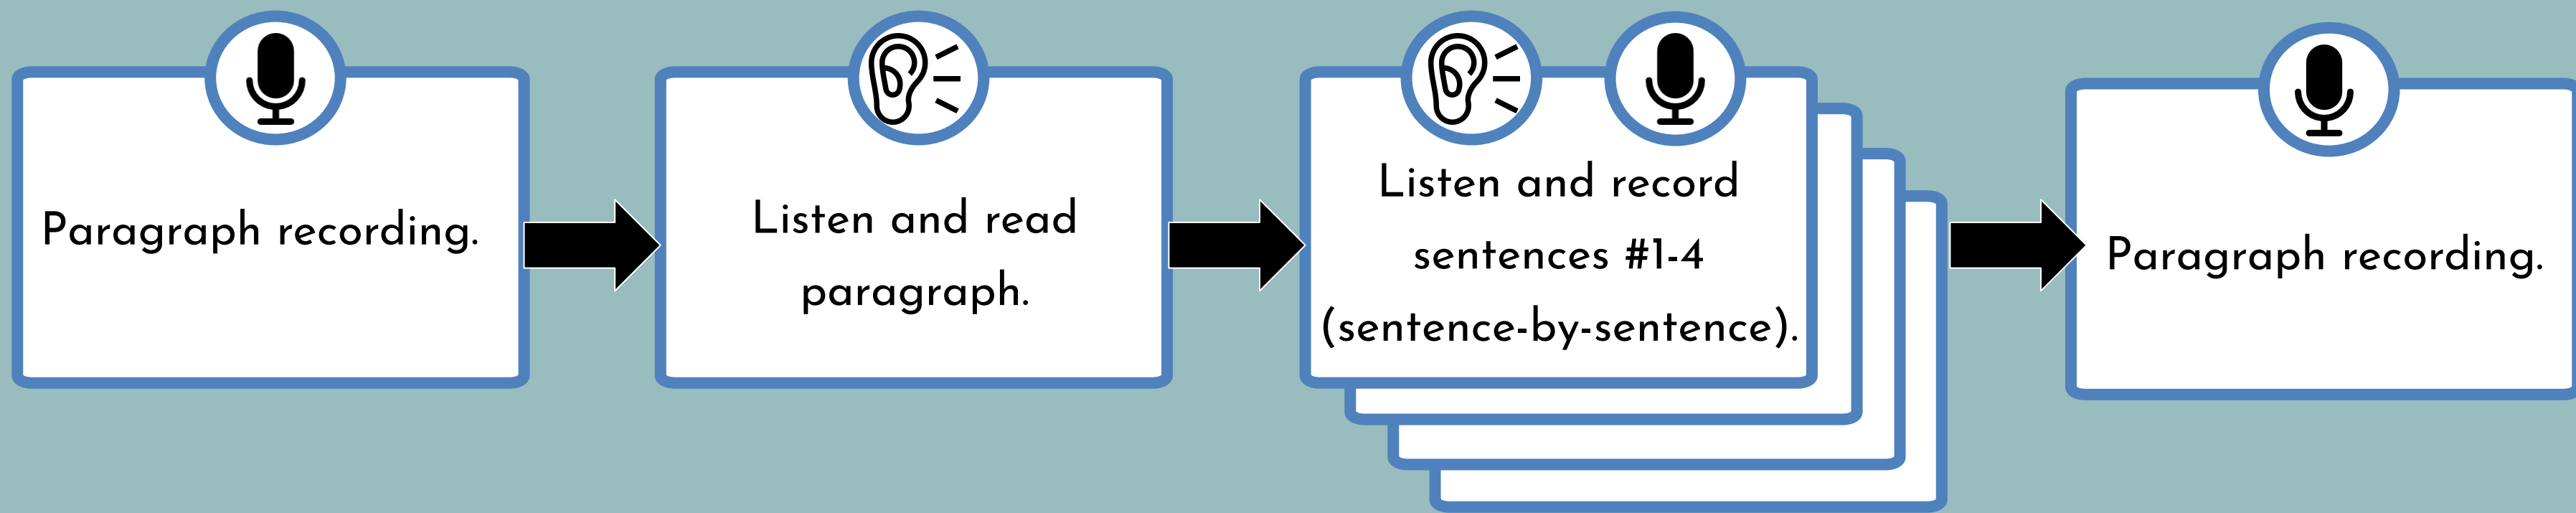 Paragraph recording.
Listen and read
paragraph.
Listen and record
sentences #1-4
(sentence-by-sentence).
Paragraph recording.